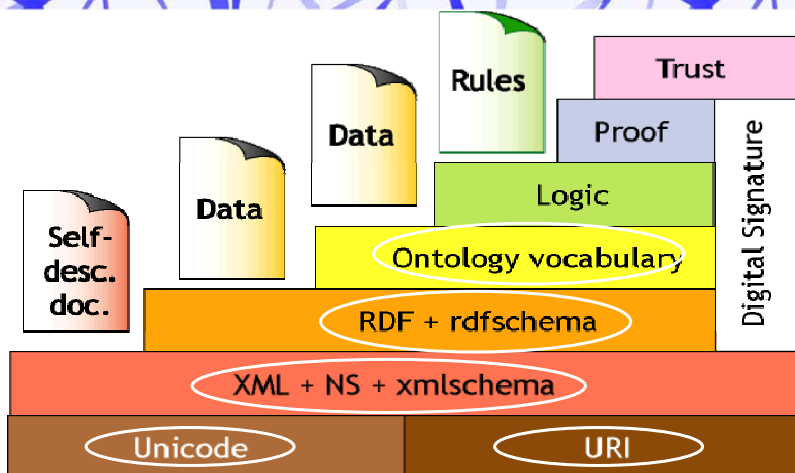 Rules
Trust
Data
Proof
Data
Logic
Self-
desc.
doc.
Ontology vocabulary
Digital Signature
RDF + rdfschema
XML + NS + xmlschema
Unicode
URI